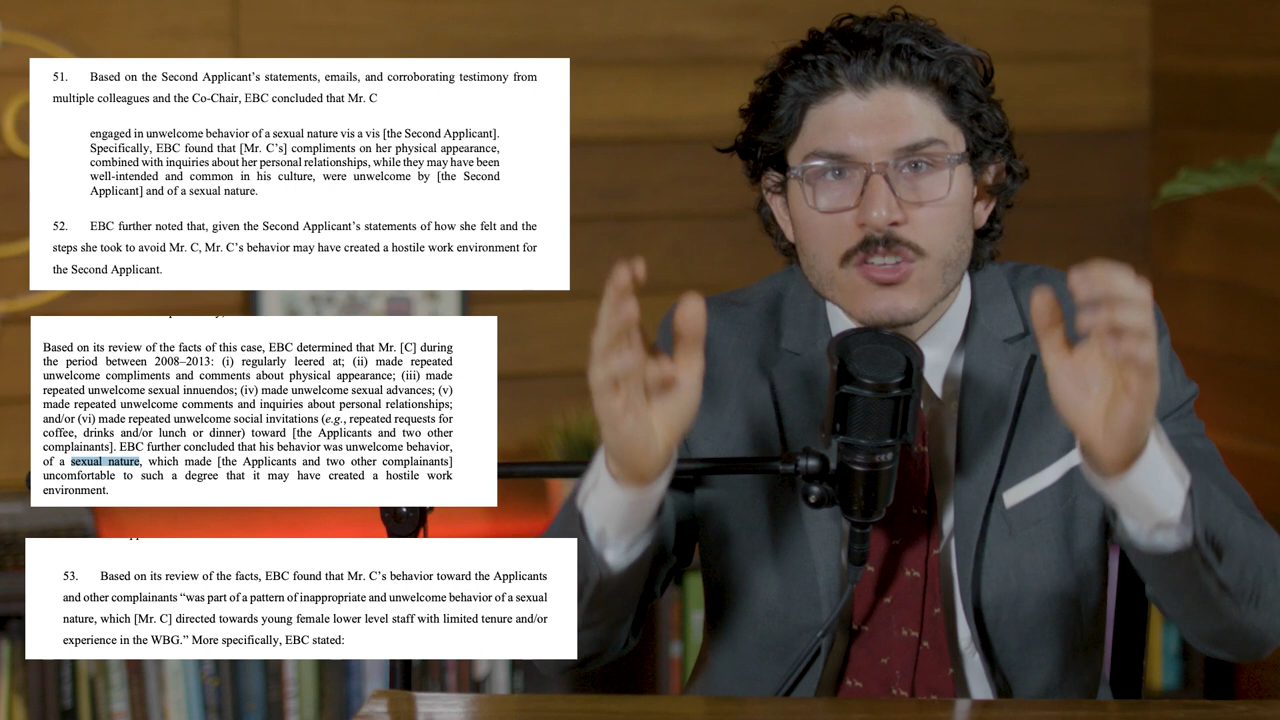 51. Based on the Second Applicant's statements, emails, and corroborating testimony from
multiple colleagues and the Co-Chair, EBC concluded that Mr. C
engaged in unwelcome behavior of a sexual nature vis a vis [the Second Applicant].
Specifically, EBC found that [Mr. C's] compliments on her physical appearance,
combined with inquiries about her personal relationships, while they may have been
well-intended and common in his culture, were unwelcome by [the Second
Applicant] and of a sexual nature.
52. EBC further noted that, given the Second Applicant's statements of how she felt and the
steps she took to avoid Mr. C, Mr. C's behavior may have created a hostile work environment for
the Second Applicant.
Based on its review of the facts of this case, EBC determined that Mr. [C] during
the period between 2008–2013: (i) regularly leered at; (ii) made repeated
unwelcome compliments and comments about physical appearance; (iii) made
repeated unwelcome sexual innuendos; (iv) made unwelcome sexual advances; (v)
made repeated unwelcome comments and inquiries about personal relationships;
and/or (vi) made repeated unwelcome social invitations (e.g., repeated requests for
coffee, drinks and/or lunch or dinner) toward [the Applicants and two other
complainants]. EBC further concluded that his behavior was unwelcome behavior,
of a sexual nature, which made [the Applicants and two other complainants]
uncomfortable to such a degree that it may have created a hostile work
environment.
53. Based on its review of the facts, EBC found that Mr. C's behavior toward the Applicants
and other complainants “was part of a pattern of inappropriate and unwelcome behavior of a sexual
nature, which [Mr. C] directed towards young female lower level staff with limited tenure and/or
experience in the WBG.” More specifically, EBC stated: